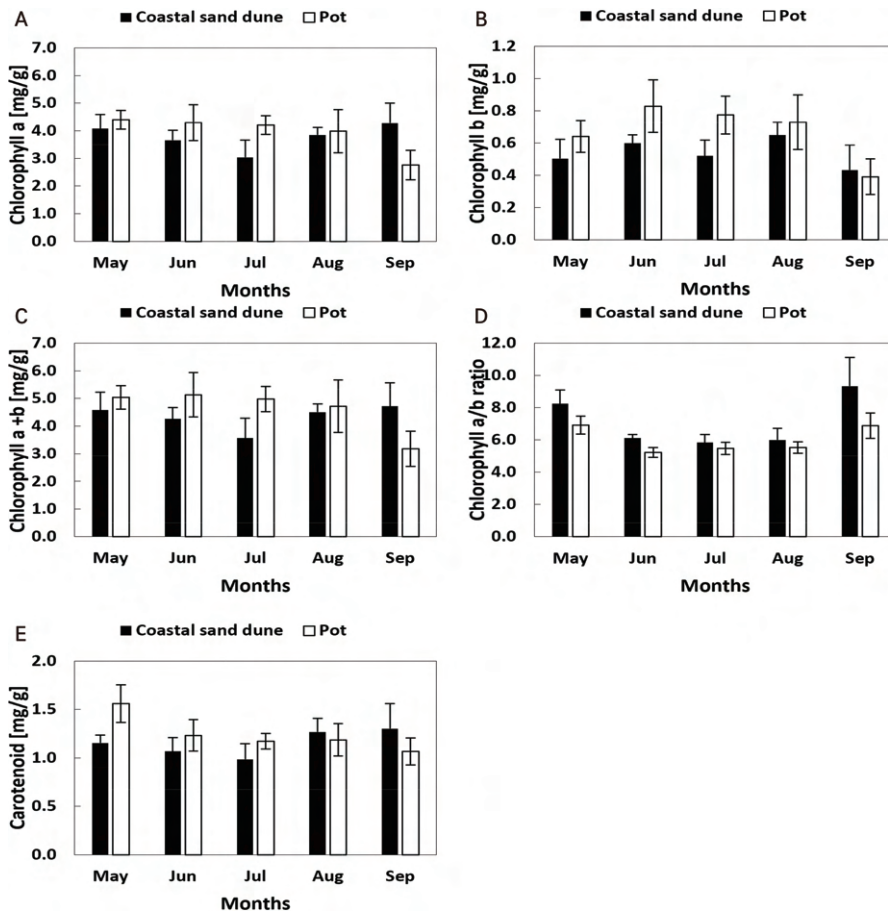 A
■ Coastal sand dune □ Pot
Chlorophyll a [mg/g]
7.0
6.0
5.0
4.0
3.0
2.0
1.0
0.0
May Jun Jul Aug Sep
Months
B
■ Coastal sand dune □ Pot
Chlorophyll b [mg/g]
1.2
1.0
0.8
0.6
0.4
0.2
0.0
May Jun Jul Aug Sep
Months
C
■ Coastal sand dune □ Pot
Chlorophyll a +b [mg/g]
7.0
6.0
5.0
4.0
3.0
2.0
1.0
0.0
May Jun Jul Aug Sep
Months
D
■ Coastal sand dune □ Pot
Chlorophyll a/b ratio
12.0
10.0
8.0
6.0
4.0
2.0
0.0
May Jun Jul Aug Sep
Months
E
■ Coastal sand dune □ Pot
Carotenoid [mg/g]
2.0
1.5
1.0
0.5
0.0
May Jun Jul Aug Sep
Months